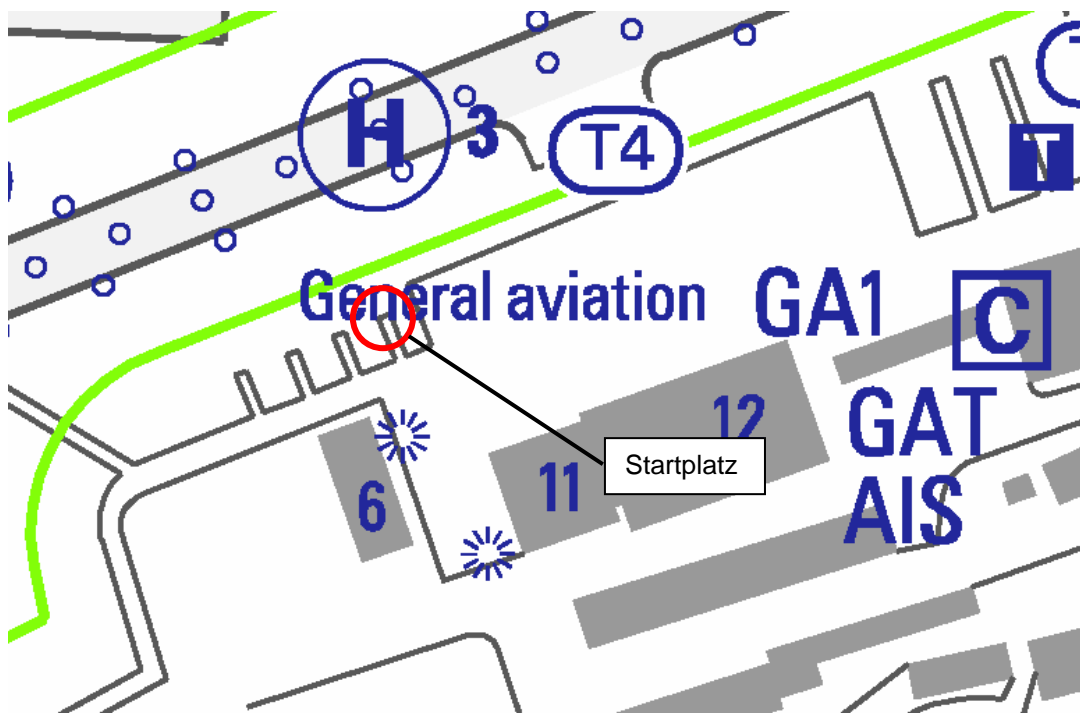 H 3
T4
T
General aviation GA1
C
12
GAT
Startplatz
11
6
AIS